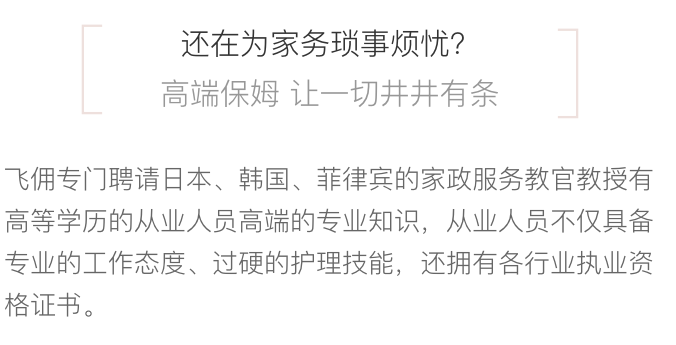 还在为家务琐事烦忧?
高端保姆 让一切井井有条
飞佣专门聘请日本、韩国、菲律宾的家政服务教官教授有
高等学历的从业人员高端的专业知识，从业人员不仅具备
专业的工作态度、过硬的护理技能，还拥有各行业执业资
格证书。